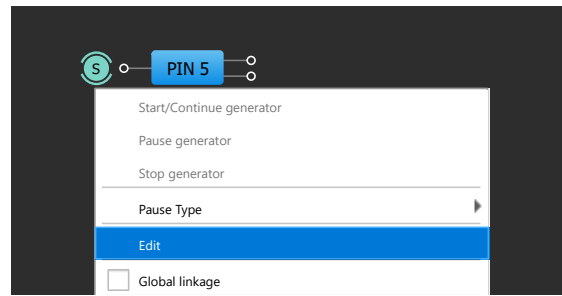 S
PIN 5
Start/Continue generator
Pause generator
Stop generator
Pause Type
Edit
Global linkage